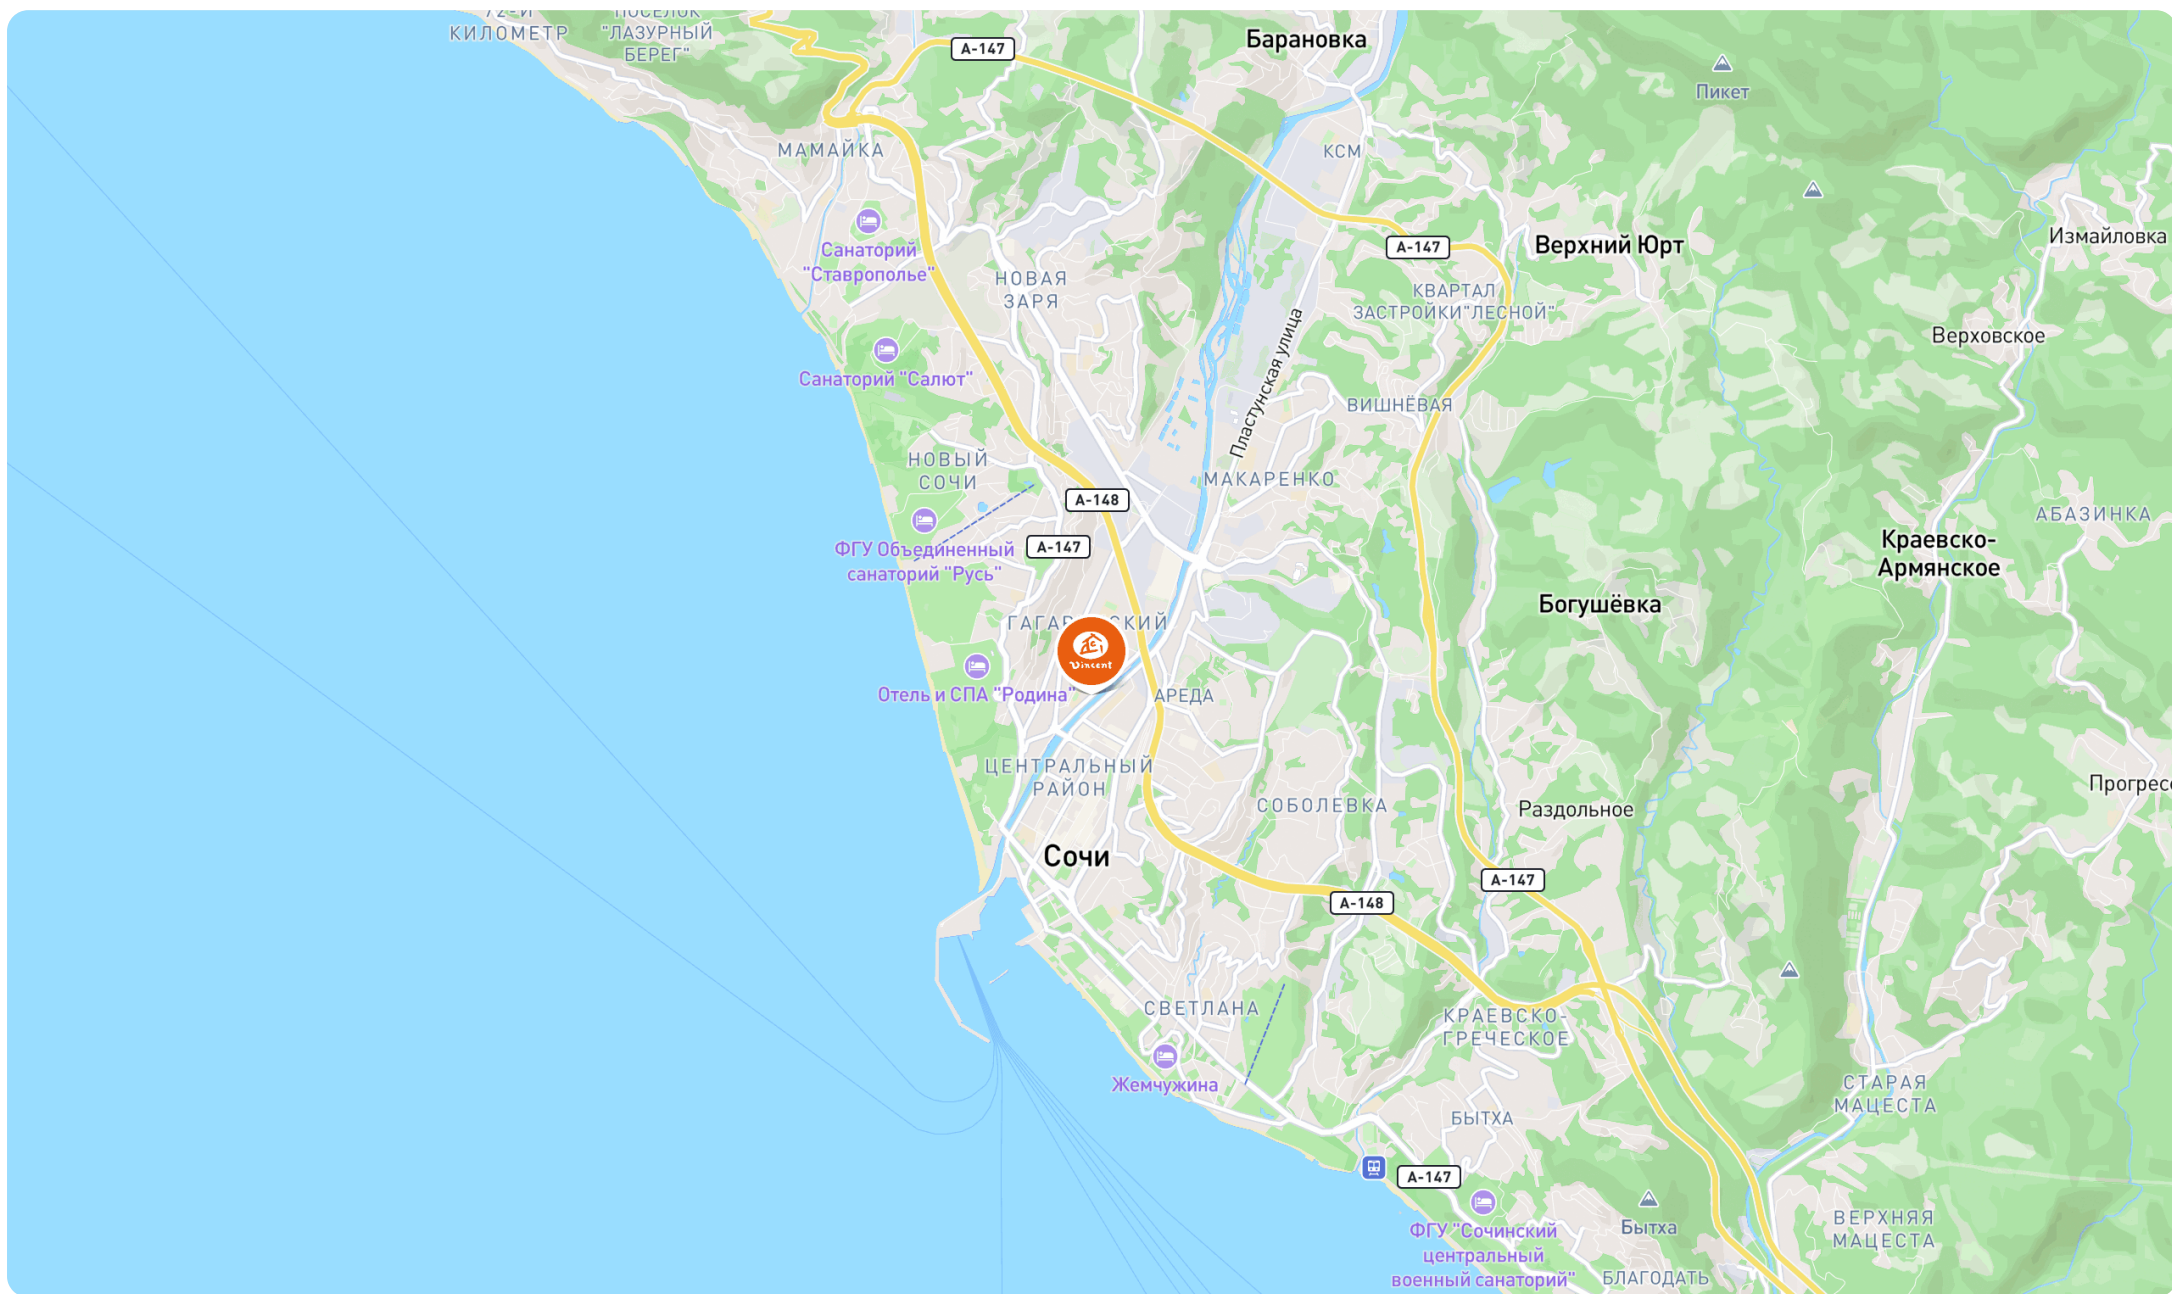 72-Й
КИЛОМЕТР
ПОСЁЛОК
"ЛАЗУРНЫЙ
БЕРЕГ"
А-147
Барановка
Пикет
МАМАЙКА
КСМ
Санаторий
"Ставрополье"
А-147
Верхний Юрт
Измайловка
НОВАЯ
ЗАРЯ
КВАРТАЛ
ЗАСТРОЙКИ"ЛЕСНОЙ"
Верховское
Санаторий "Салют"
Пластунская улица
ВИШНЁВАЯ
НОВЫЙ
СОЧИ
МАКАРЕНКО
А-148
АБАЗИНКА
А-147
ФГУ Объединенный
санаторий "Русь"
Краевско-
Армянское
Богушёвка
Vincent
Отель и СПА "Родина"
АРЕДА
ЦЕНТРАЛЬНЫЙ
РАЙОН
СОБОЛЕВКА
Раздольное
Прогресс
Сочи
А-147
А-148
СВЕТЛАНА
КРАЕВСКО-
ГРЕЧЕСКОЕ
Жемчужина
СТАРАЯ
МАЦЕСТА
БЫТХА
А-147
Бытха
ФГУ "Сочинский
центральный
военный санаторий"
ВЕРХНЯЯ
МАЦЕСТА
БЛАГОДАТЬ